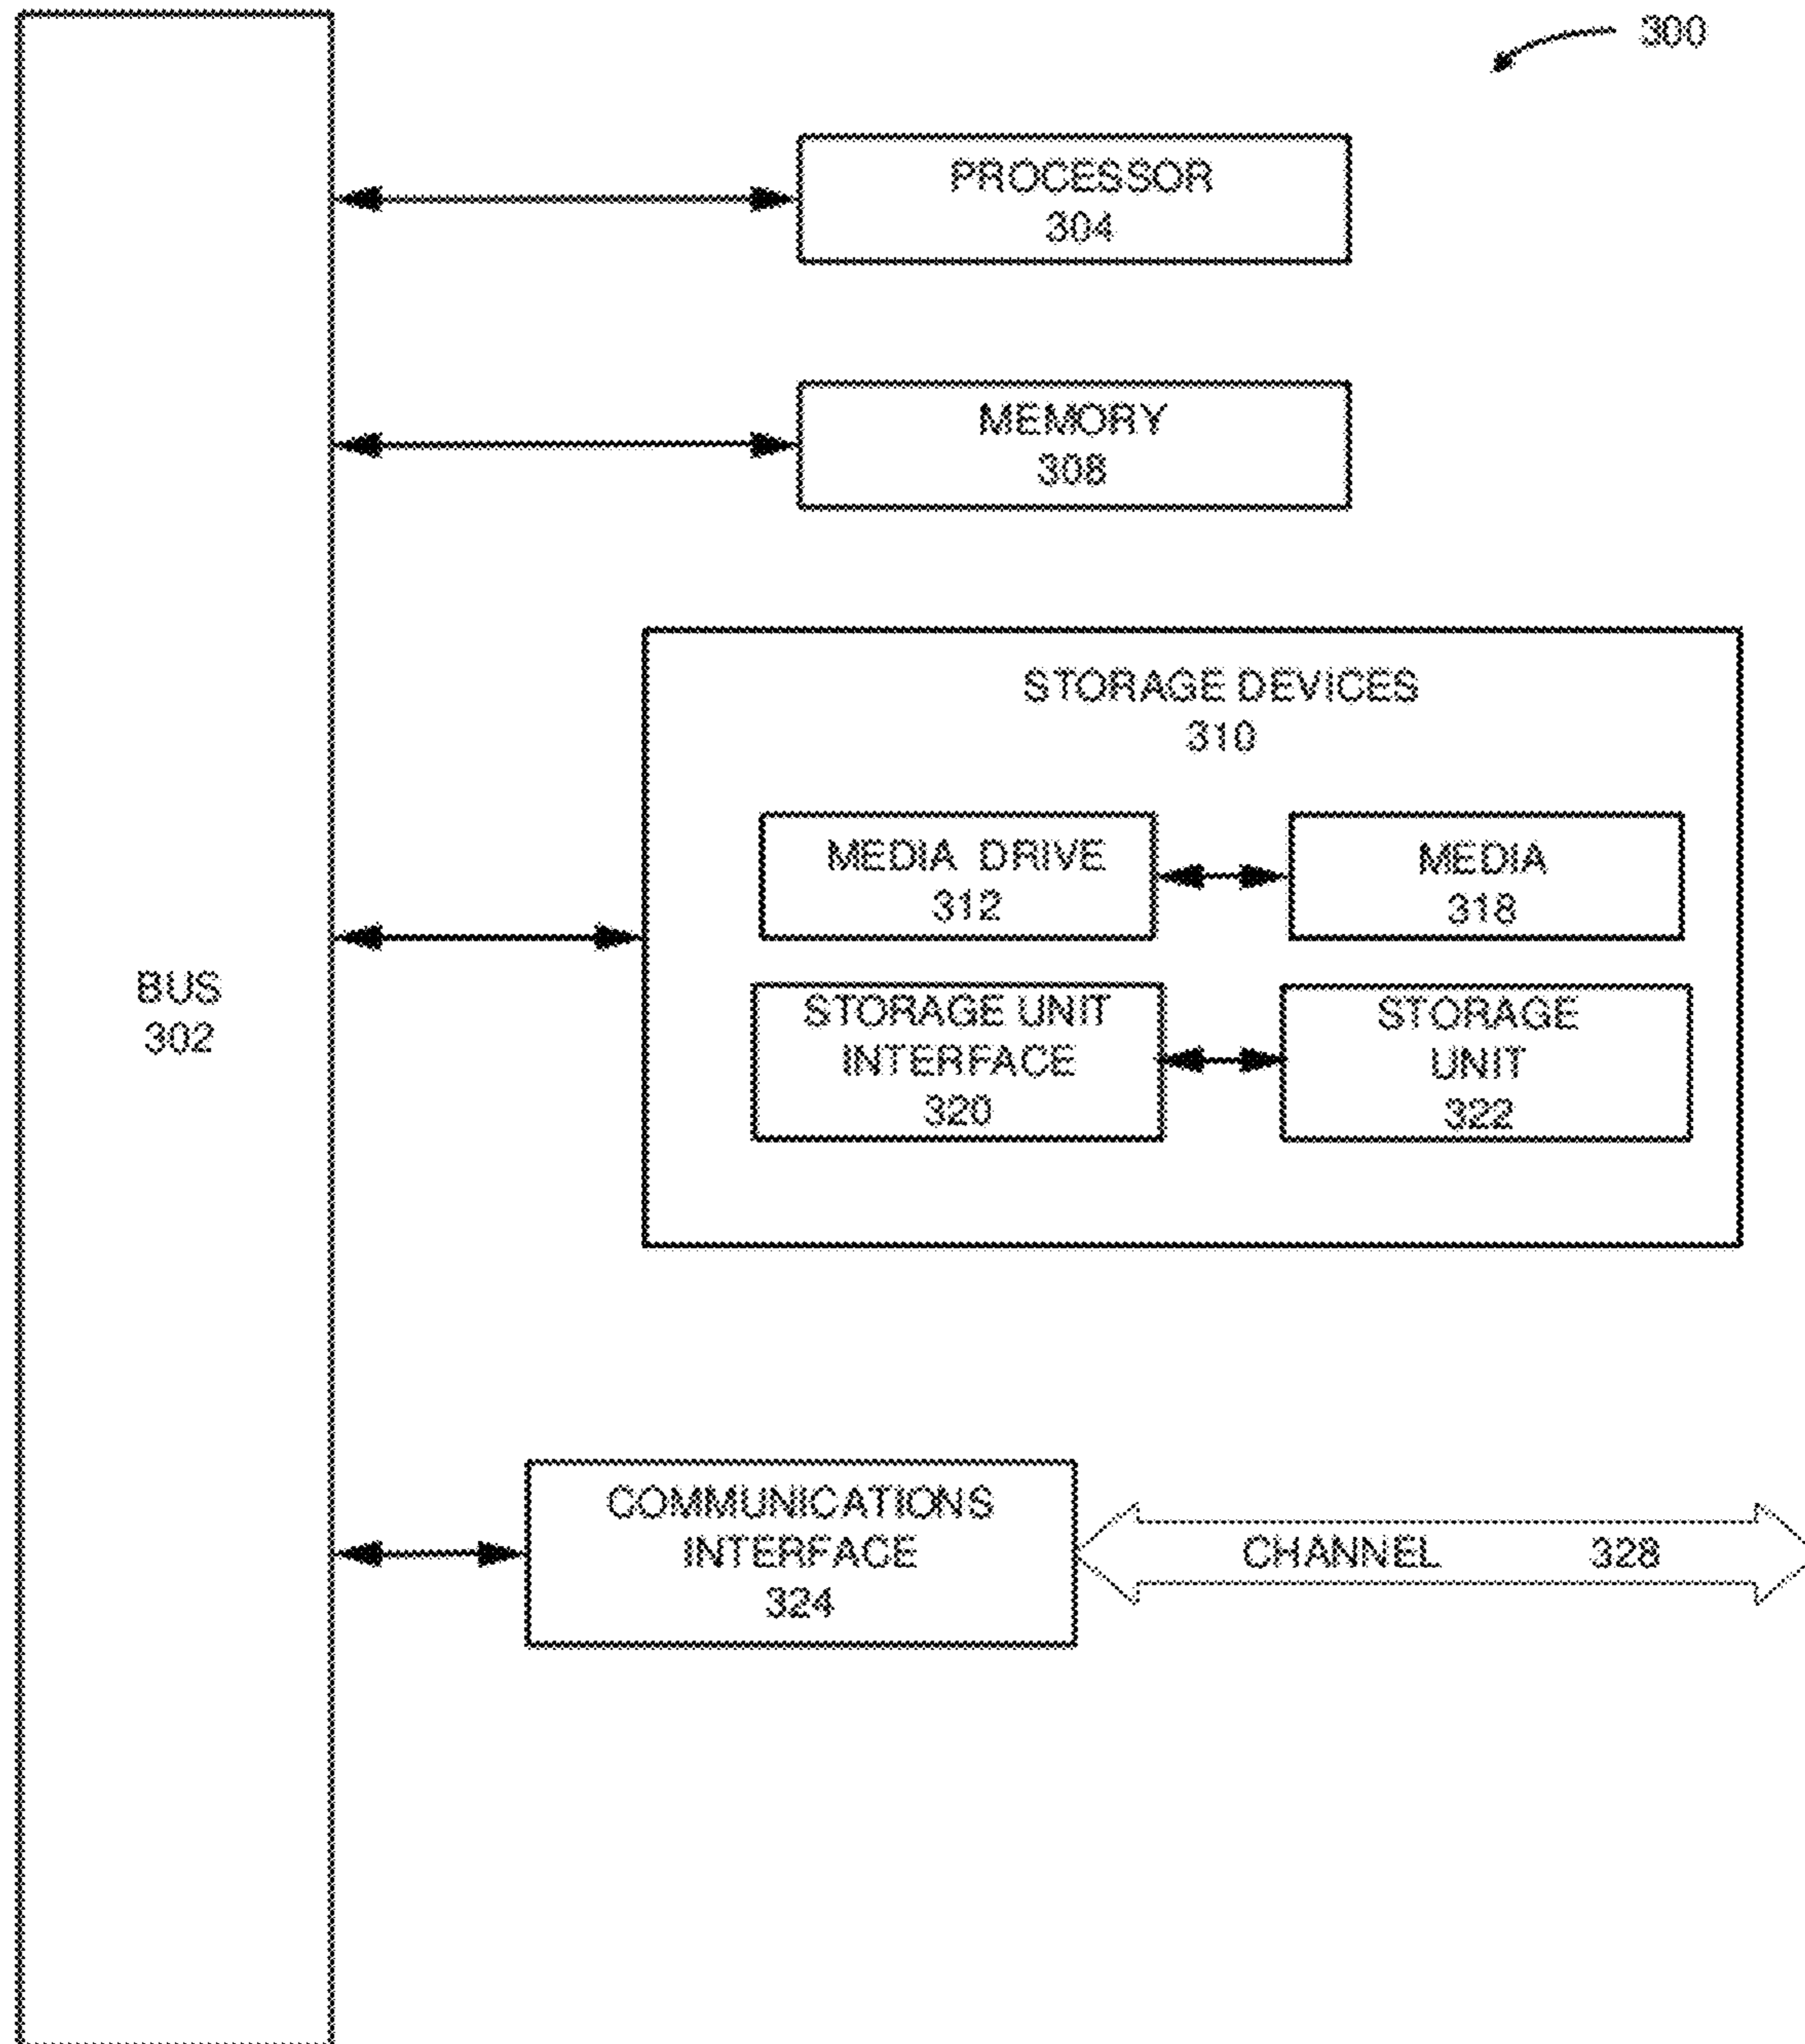 300
PROCESSOR
304
MEMORY
308
STORAGE DEVICES
310
MEDIA DRIVE
312
MEDIA
318
STORAGE UNIT
INTERFACE
320
STORAGE
UNIT
322
BUS
302
COMMUNICATIONS
INTERFACE
324
CHANNEL 328